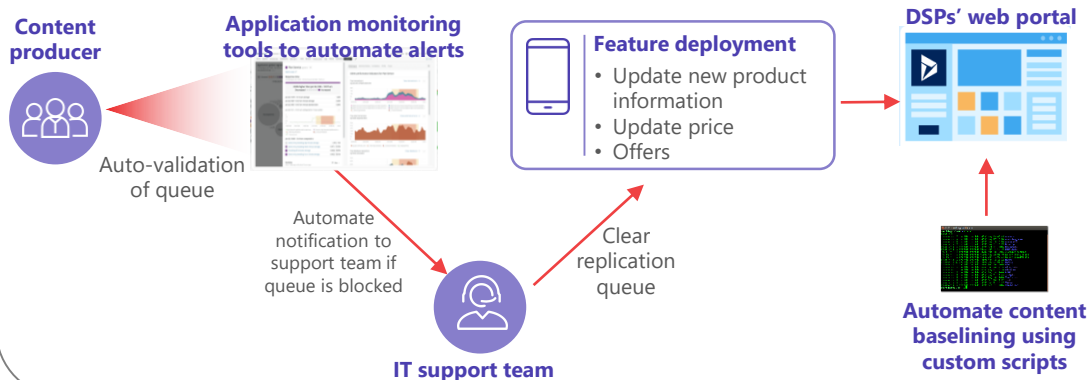 Content
producer
Auto-validation
of queue
Application monitoring
tools to automate alerts
Automate
notification to
support team if
queue is blocked
IT support team
Clear
replication
queue
Feature deployment
• Update new product
information
• Update price
• Offers
DSPs’ web portal
Automate content
baselining using
custom scripts